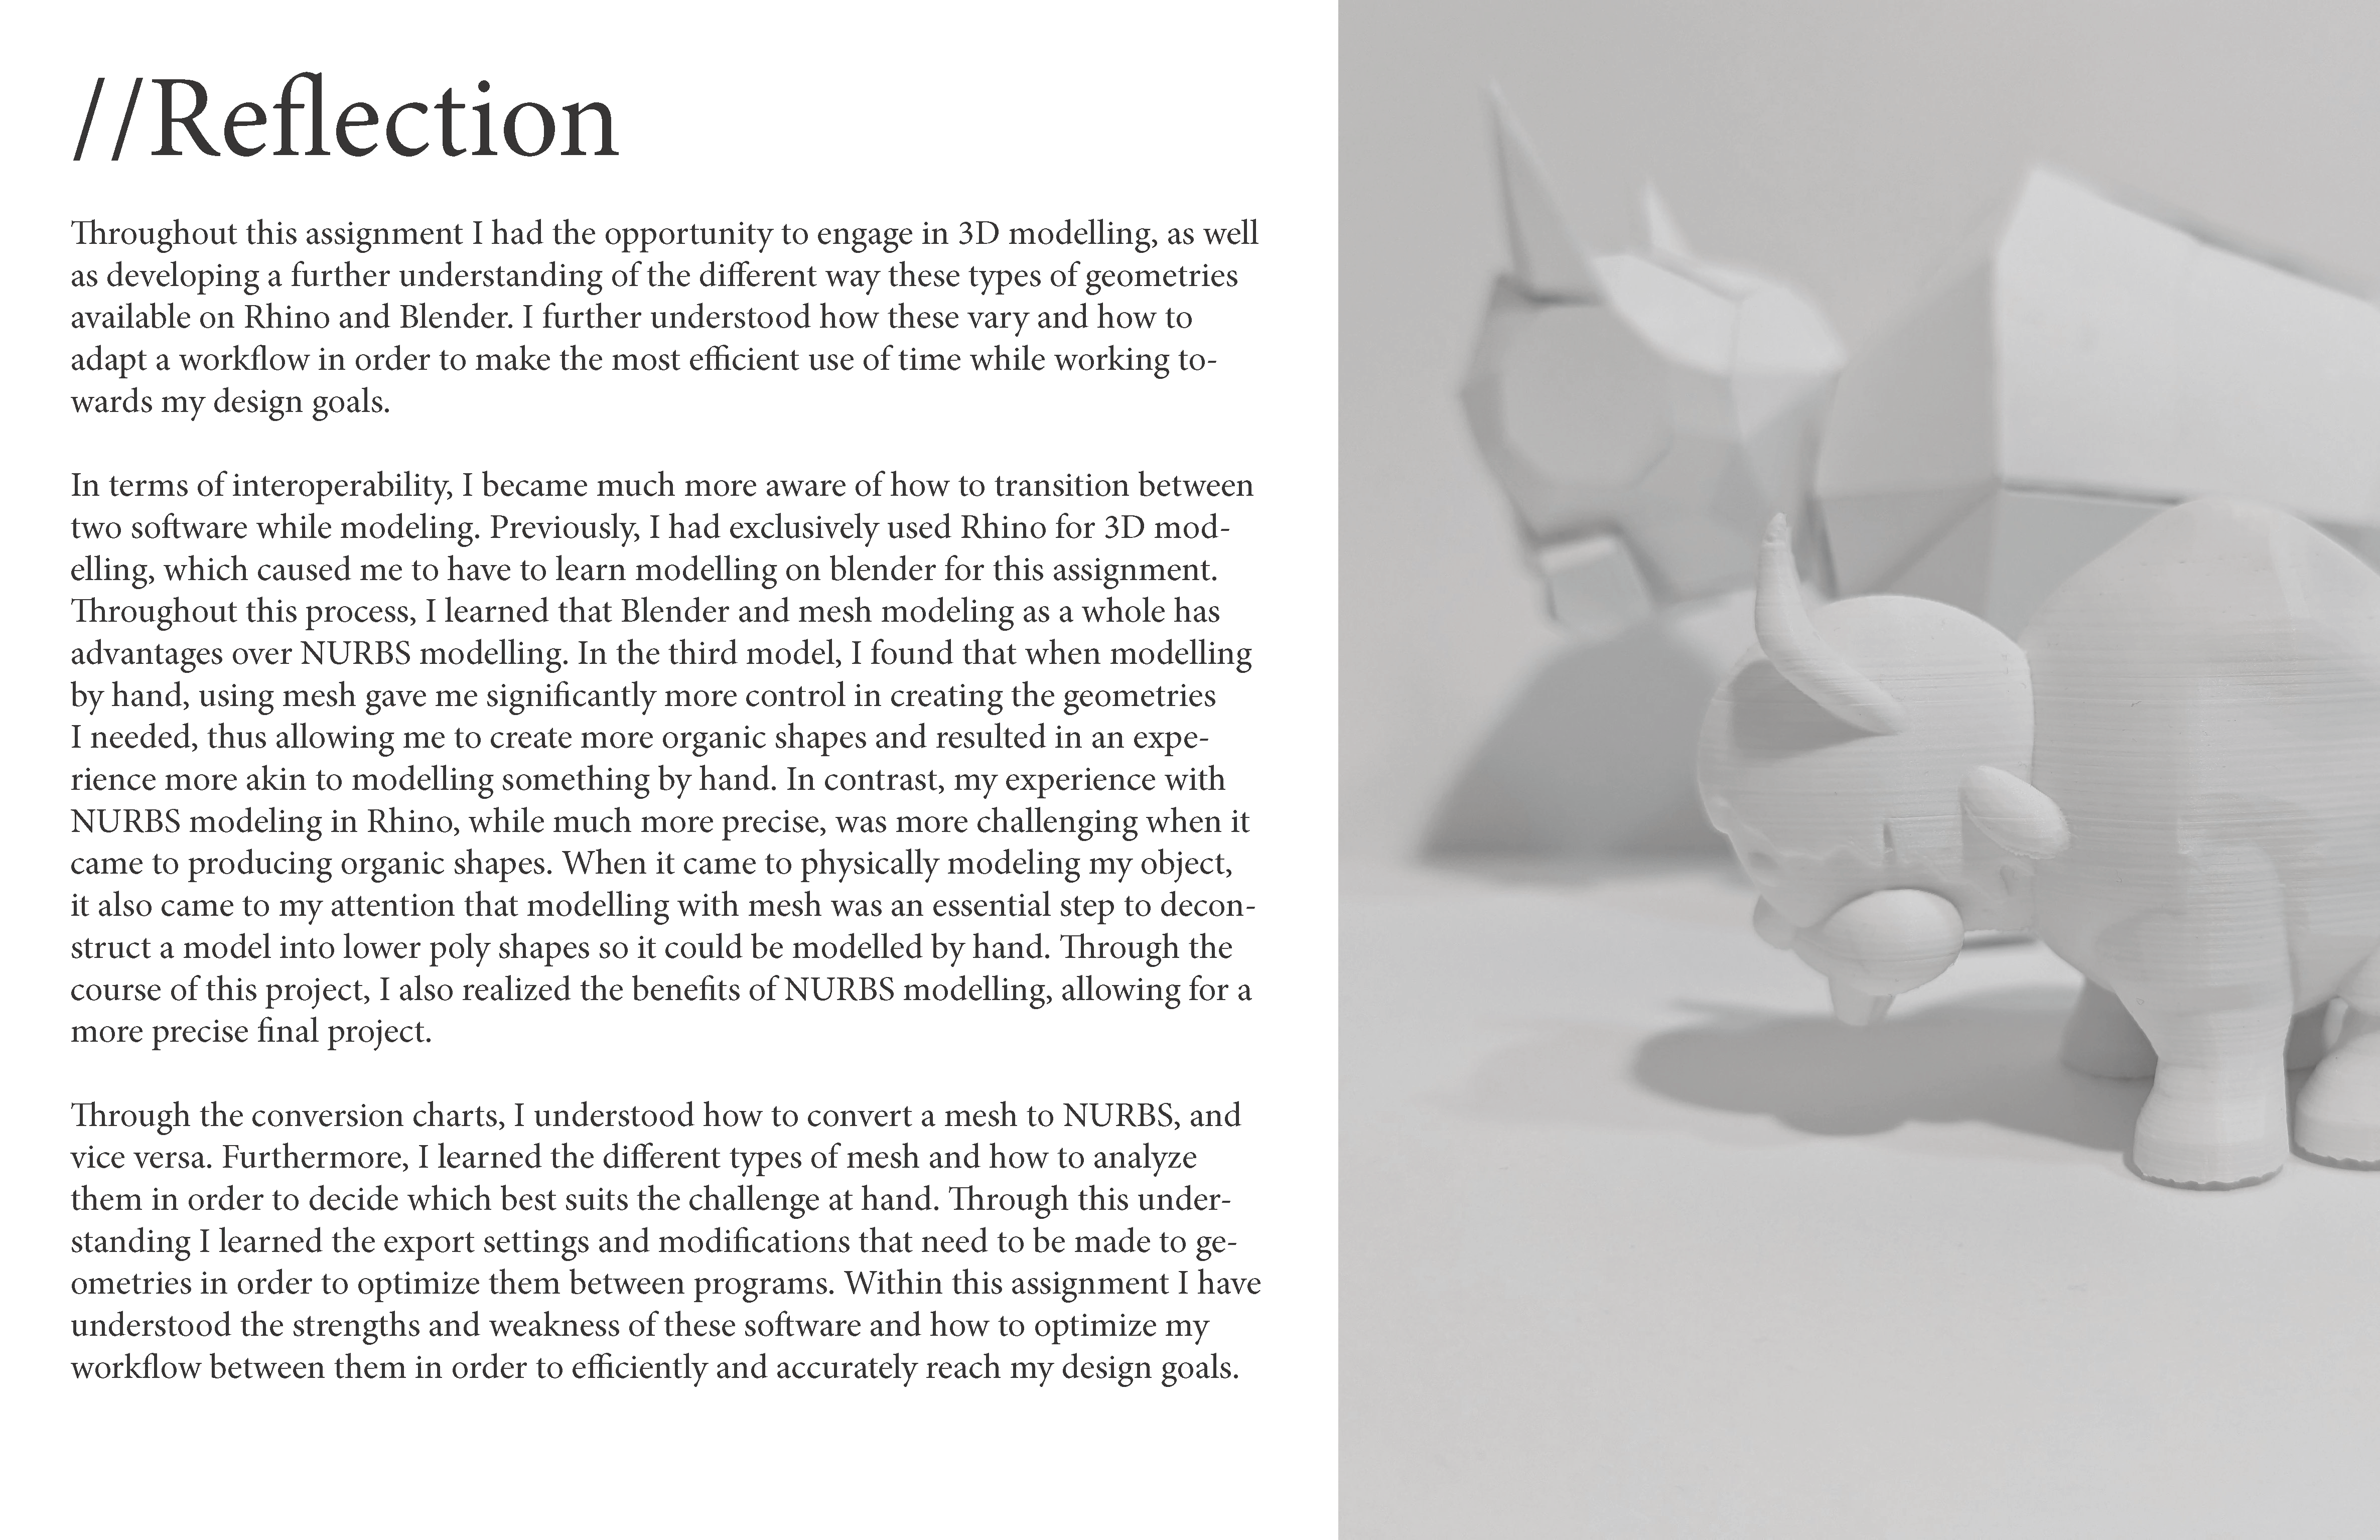 //Reflection
Throughout this assignment I had the opportunity to engage in 3D modelling, as well
as developing a further understanding of the different way these types of geometries
available on Rhino and Blender. I further understood how these vary and how to
adapt a workflow in order to make the most efficient use of time while working to-
wards my design goals.
In terms of interoperability, I became much more aware of how to transition between
two software while modeling. Previously, I had exclusively used Rhino for 3D mod-
elling, which caused me to have to learn modelling on blender for this assignment.
Throughout this process, I learned that Blender and mesh modeling as a whole has
advantages over NURBS modelling. In the third model, I found that when modelling
by hand, using mesh gave me significantly more control in creating the geometries
I needed, thus allowing me to create more organic shapes and resulted in an expe-
rience more akin to modelling something by hand. In contrast, my experience with
NURBS modeling in Rhino, while much more precise, was more challenging when it
came to producing organic shapes. When it came to physically modeling my object,
it also came to my attention that modelling with mesh was an essential step to decon-
struct a model into lower poly shapes so it could be modelled by hand. Through the
course of this project, I also realized the benefits of NURBS modelling, allowing for a
more precise final project.
Through the conversion charts, I understood how to convert a mesh to NURBS, and
vice versa. Furthermore, I learned the different types of mesh and how to analyze
them in order to decide which best suits the challenge at hand. Through this under-
standing I learned the export settings and modifications that need to be made to ge-
ometries in order to optimize them between programs. Within this assignment I have
understood the strengths and weakness of these software and how to optimize my
workflow between them in order to efficiently and accurately reach my design goals.